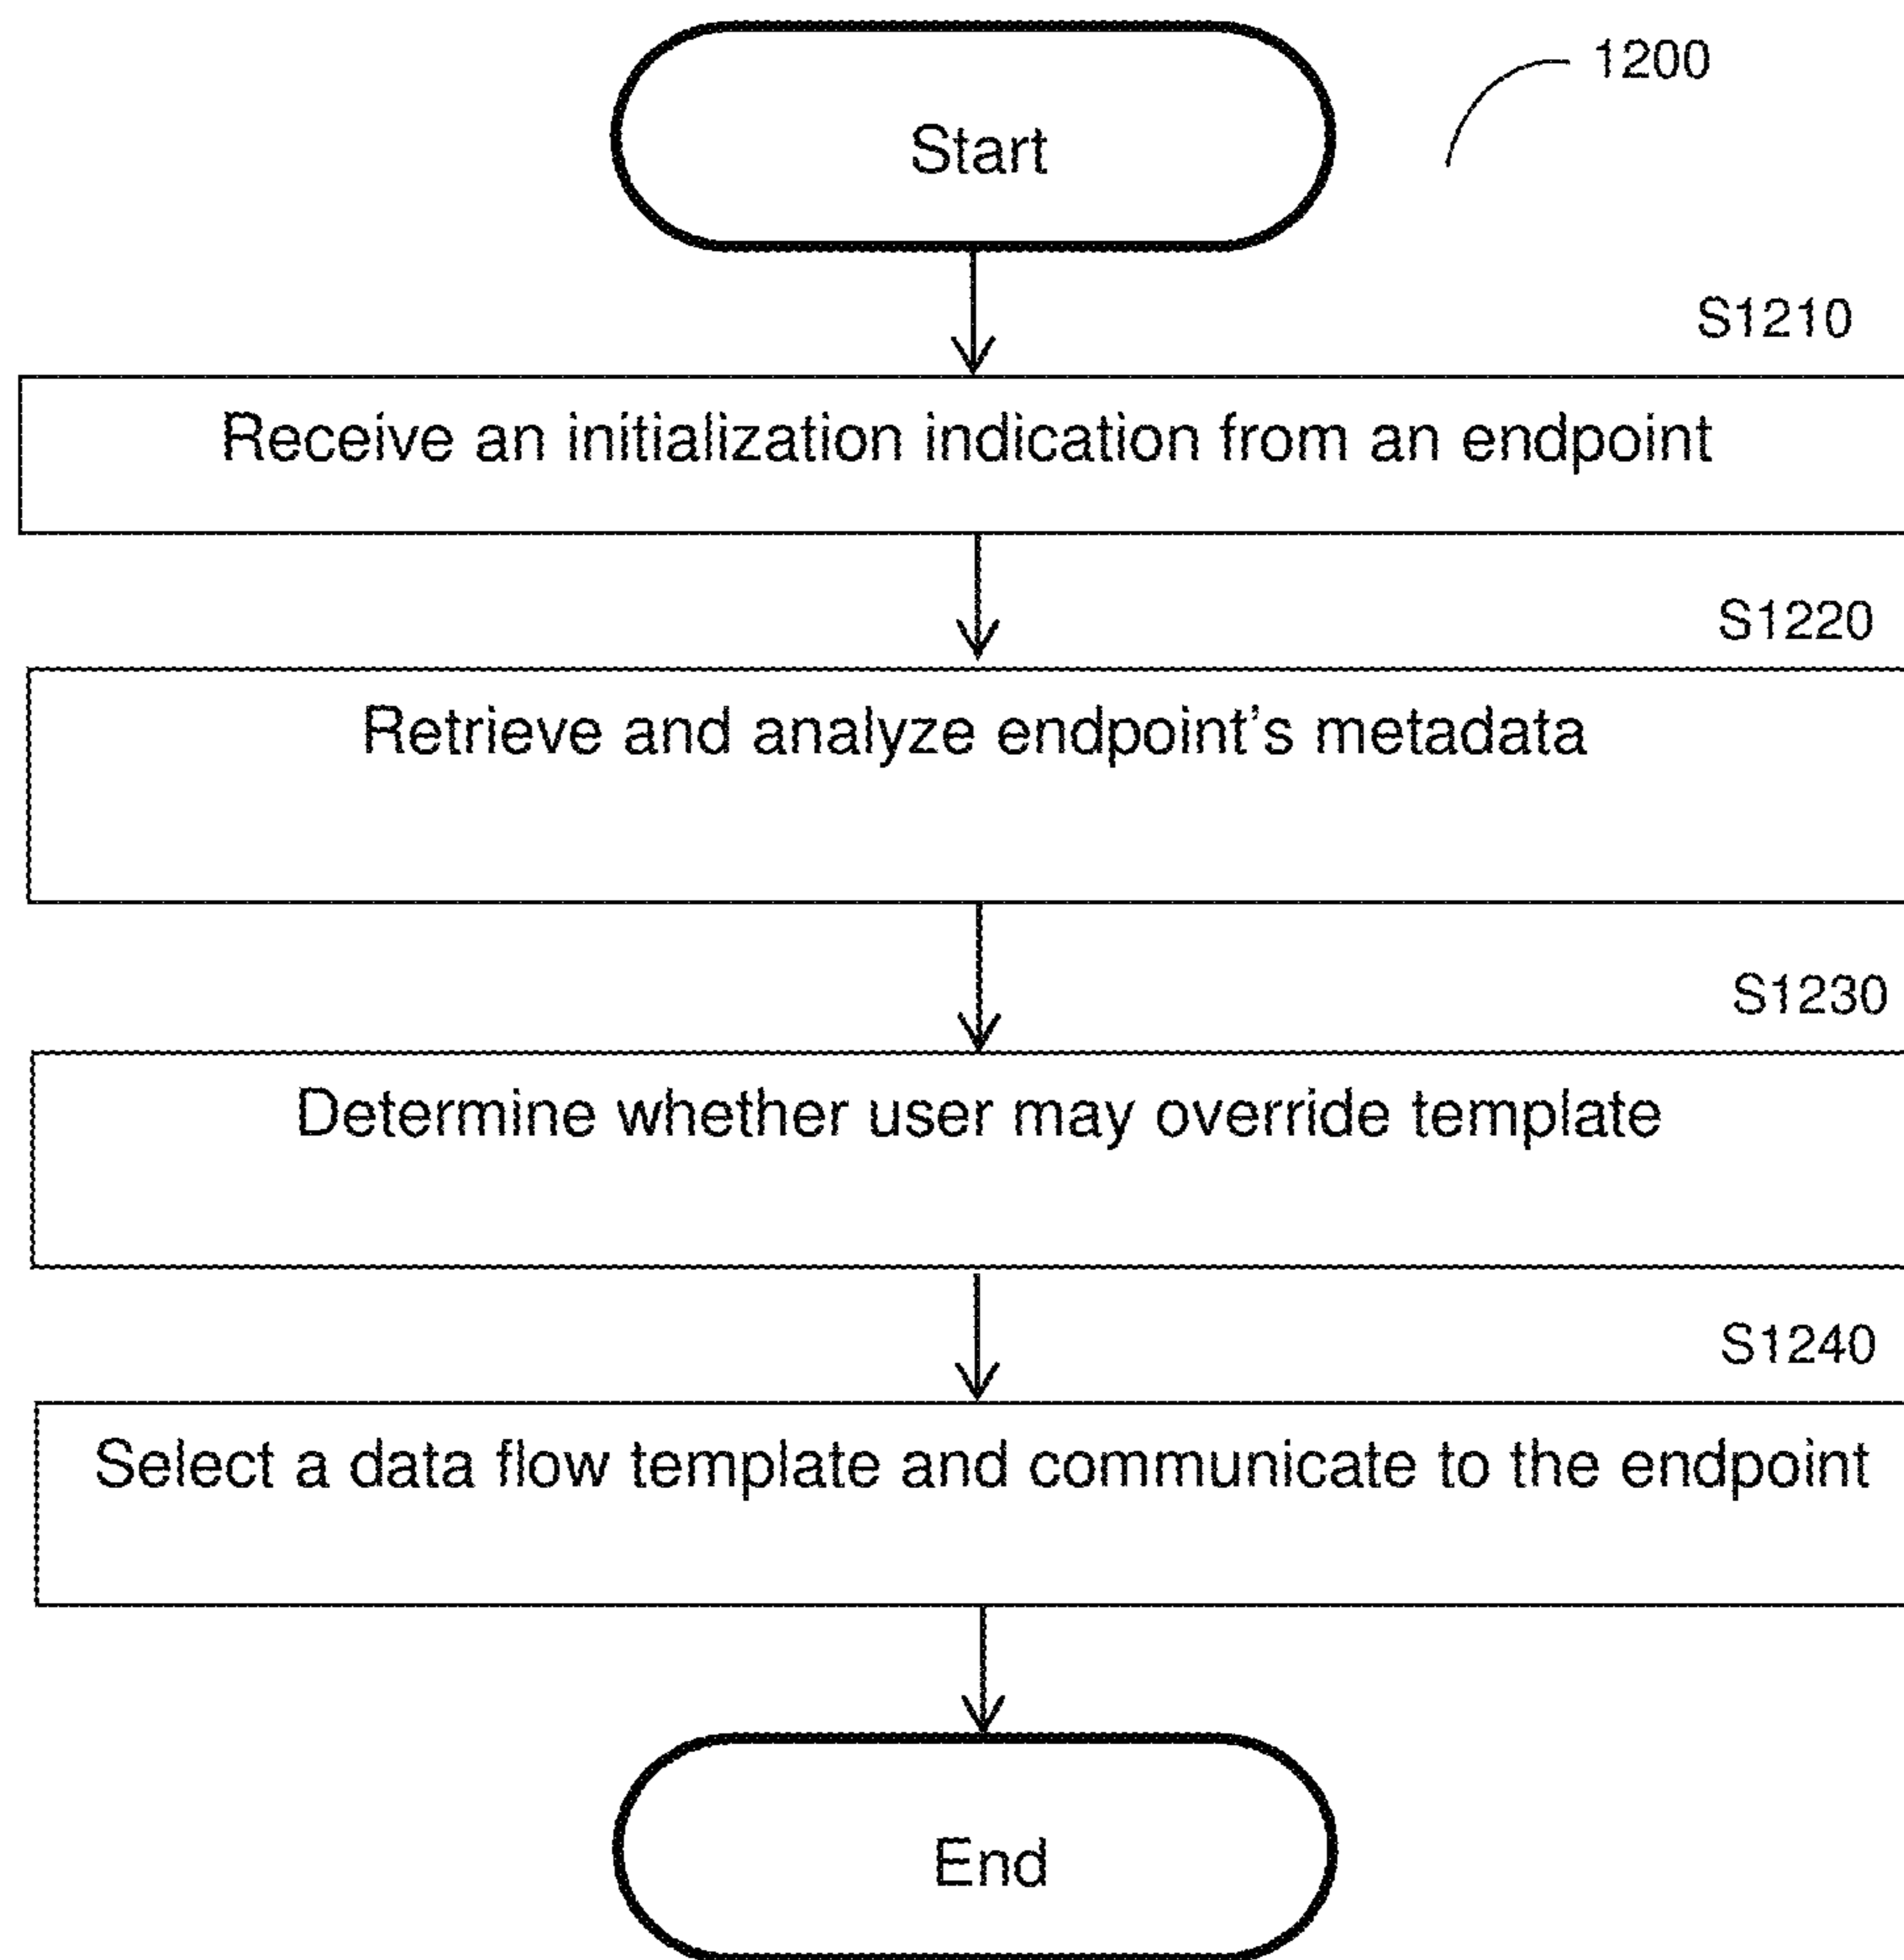 1200
Start
S1210
Receive an initialization indication from an endpoint
S1220
Retrieve and analyze endpoint’s metadata
S1230
Determine whether user may override template
S1240
Select a data flow template and communicate to the endpoint
End